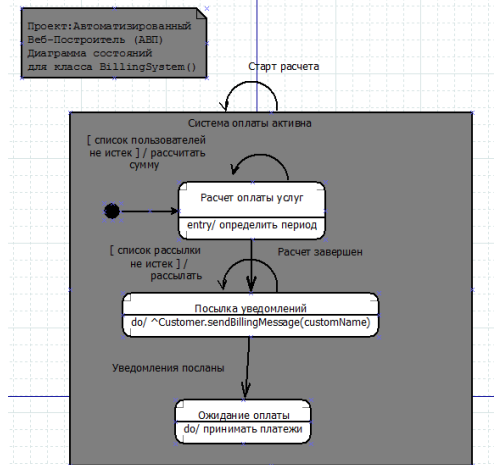 Проект:Автоматизированный
Веб-Построитель (АВП)
Диаграмма состояний
для класса BillingSystem()
Старт расчета
Система оплаты активна
[ список пользователей
не истек ] / рассчитать
сумму
Расчет оплаты услуг
entry/ определить период
[ список рассылки
не истек ] /
рассылать
Расчет завершен
Посылка уведомлений
do/ ^Customer.sendBillingMessage(customName)
Уведомления посланы
Ожидание оплаты
do/ принимать платежи